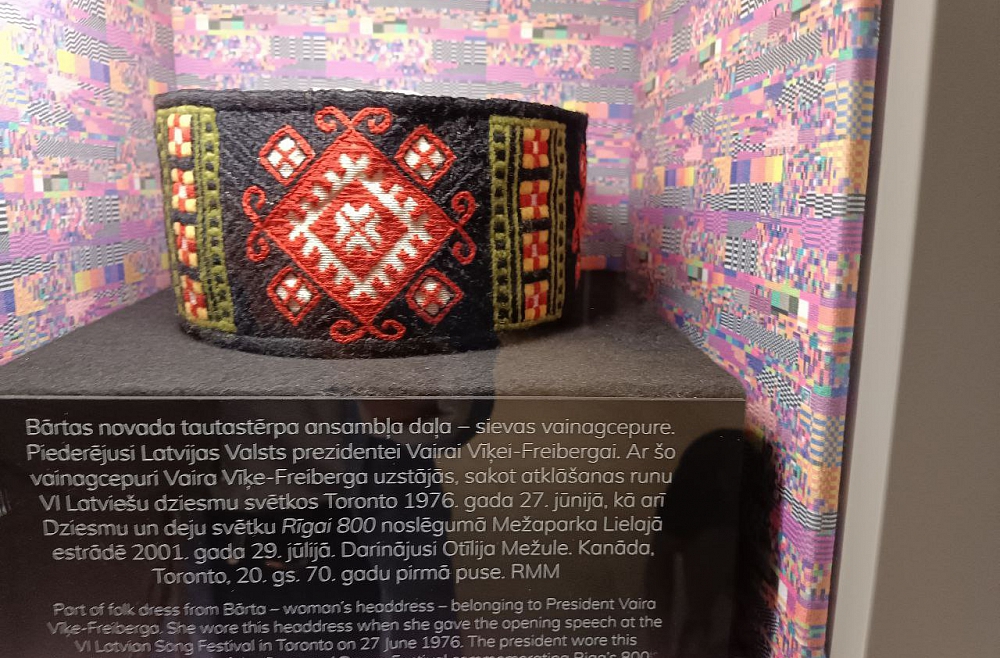 Bārtas novada tautastērpa ansambļa daļa – sievas vainagcepure.
Piederējusi Latvijas Valsts prezidentei Vairai Vīķei-Freibergai. Ar šo
vainagcepuri Vaira Vīķe-Freiberga uzstājās, sakot atklāšanas runu
VI Latviešu dziesmu svētkos Toronto 1976. gada 27. jūnijā, kā arī
Dziesmu un deju svētku Rīgai 800 noslēgumā Mežaparka Lielajā
estrādē 2001. gada 29. jūlijā. Darinājusi Otīlija Mežule. Kanāda,
Toronto, 20. gs. 70. gadu pirmā puse. RMM
Part of folk dress from Bārta – woman's headdress – belonging to President Vaira
Vīķe-Freiberga. She wore this headdress when she gave the opening speech at the
VI Latvian Song Festival in Toronto on 27 June 1976. The president wore this
Festival commemorating Riga's 800